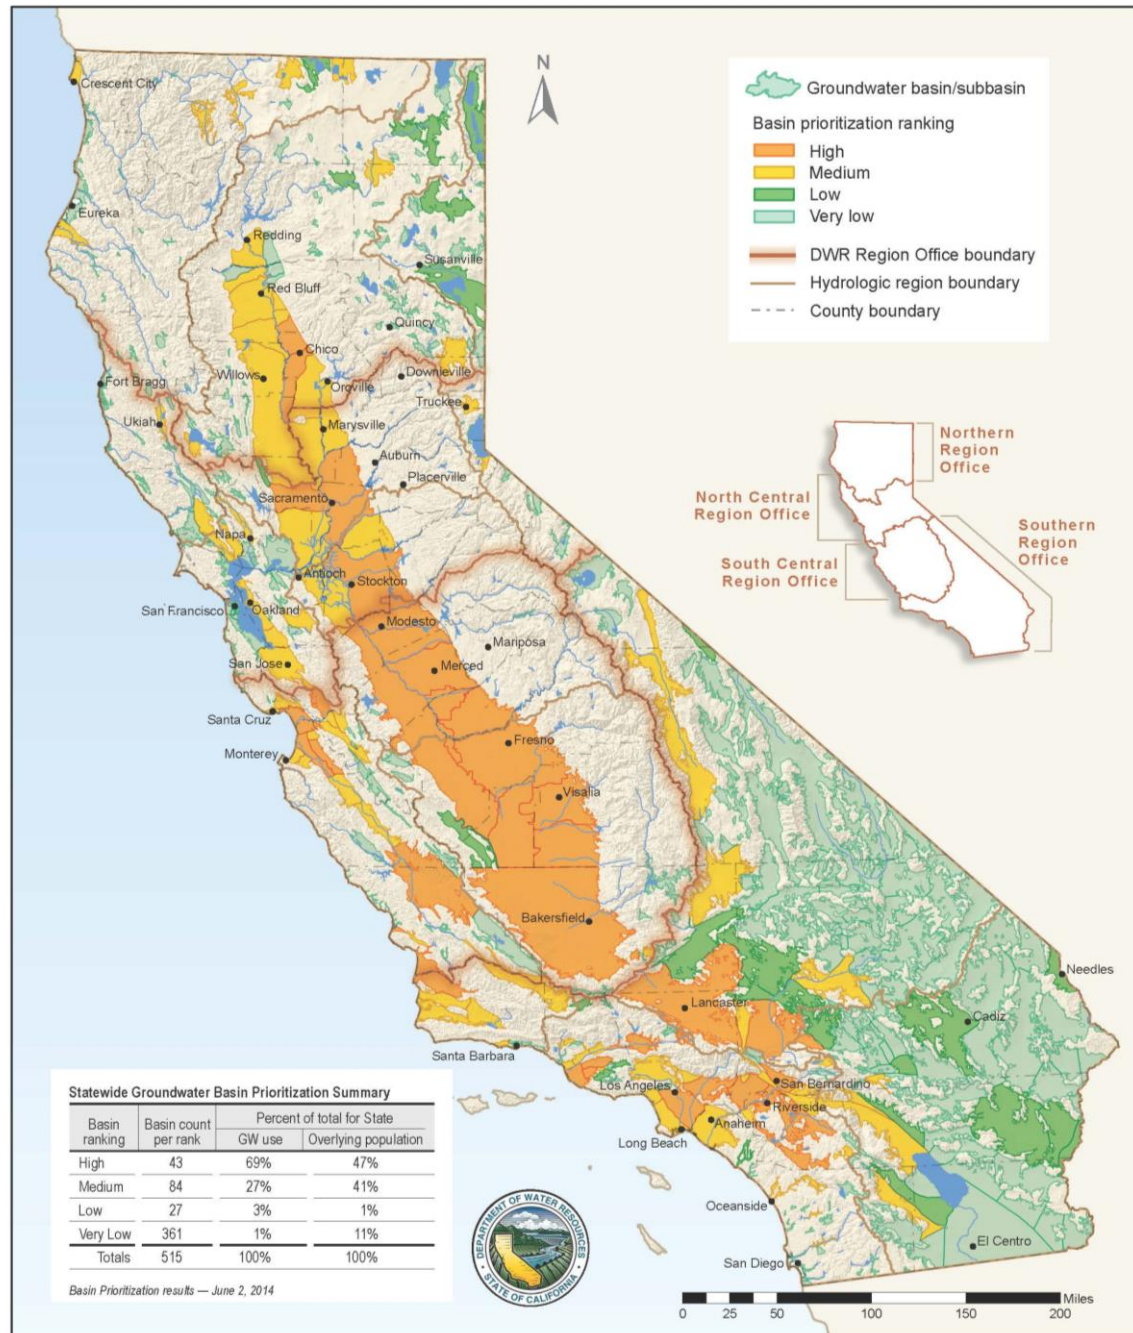 N
Groundwater basin/subbasin
Basin prioritization ranking
High
Medium
Low
Very low
DWR Region Office boundary
Hydrologic region boundary
County boundary
Northern
Region
Office
North Central
Region Office
South Central
Region Office
Southern
Region
Office
Crescent City
Eureka
Redding
Susanville
Red Bluff
Quincy
Chico
Fort Bragg
Willows
Oroville
Downieville
Truckee
Ukiah
Marysville
Auburn
Placerville
Sacramento
Napa
Antioch
Stockton
San Francisco
Oakland
Modesto
Mariposa
San Jose
Merced
Santa Cruz
Fresno
Monterey
Visalia
Bakersfield
Needles
Lancaster
Cadiz
Santa Barbara
Los Angeles
San Bernardino
Riverside
Anaheim
Long Beach
Oceanside
El Centro
San Diego
Statewide Groundwater Basin Prioritization Summary
Basin ranking Basin count per rank Percent of total for State
GW use Overlying population
High 43 69% 47%
Medium 84 27% 41%
Low 27 3% 1%
Very Low 361 1% 11%
Totals 515 100% 100%
Basin Prioritization results — June 2, 2014
DEPARTMENT OF WATER RESOURCES
STATE OF CALIFORNIA
Miles
0 25 50 100 150 200